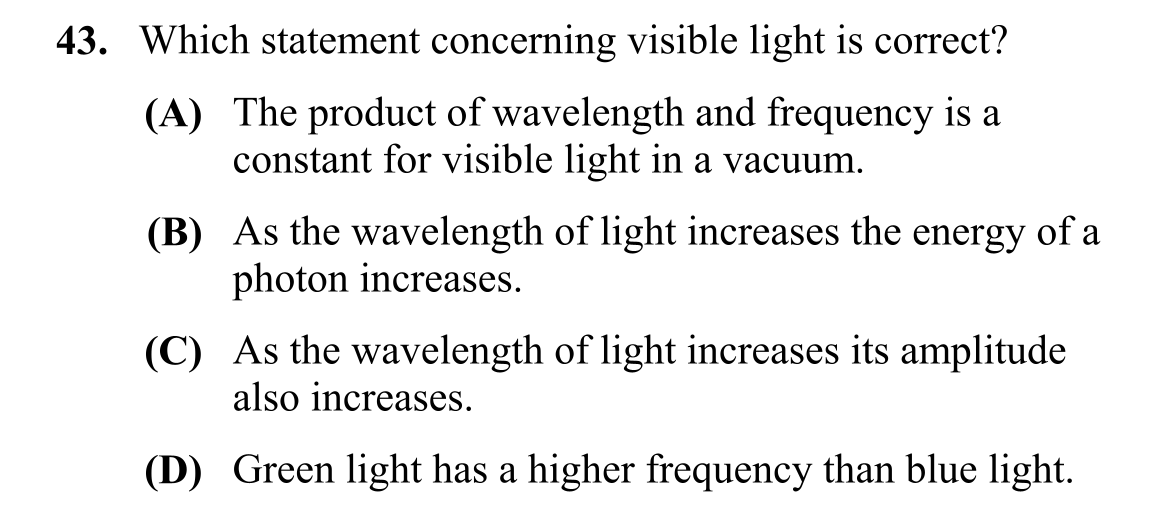 43. Which statement concerning visible light is correct?
(A) The product of wavelength and frequency is a
constant for visible light in a vacuum.
(B) As the wavelength of light increases the energy of a
photon increases.
(C) As the wavelength of light increases its amplitude
also increases.
(D) Green light has a higher frequency than blue light.